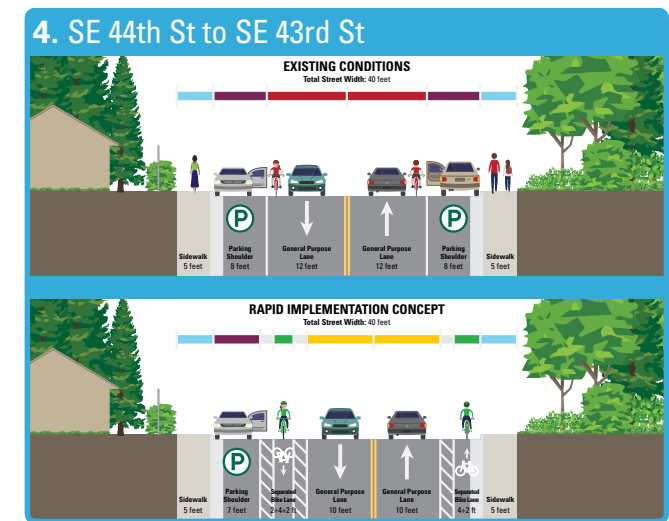 4. SE 44th St to SE 43rd St
EXISTING CONDITIONS
Total Street Width: 40 feet
P
P
Sidewalk
5 feet
Parking
Shoulder
8 feet
General Purpose
Lane
12 feet
General Purpose
Lane
12 feet
Parking
Shoulder
8 feet
Sidewalk
5 feet
RAPID IMPLEMENTATION CONCEPT
Total Street Width: 40 feet
P
Sidewalk
5 feet
Parking
Shoulder
7 feet
Separated
Bike Lane
2+4+2 ft
General Purpose
Lane
10 feet
General Purpose
Lane
10 feet
Separated
Bike Lane
4+2 ft
Sidewalk
5 feet